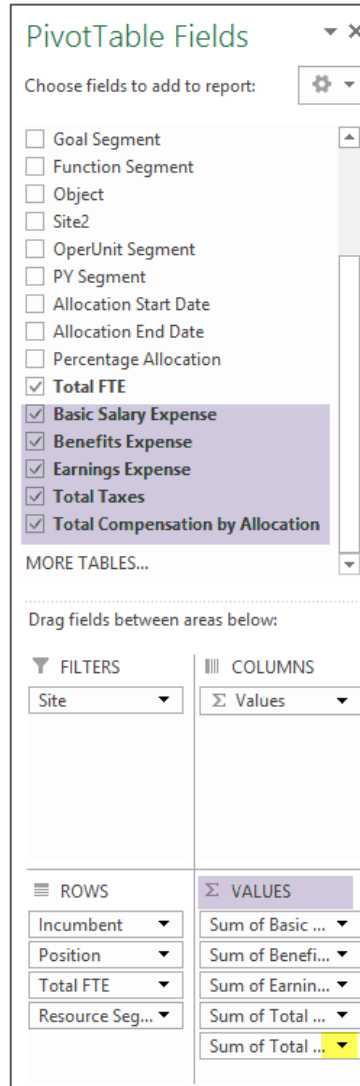 PivotTable Fields
Choose fields to add to report:
Goal Segment
Function Segment
Object
Site2
OperUnit Segment
PY Segment
Allocation Start Date
Allocation End Date
Percentage Allocation
Total FTE
Basic Salary Expense
Benefits Expense
Earnings Expense
Total Taxes
Total Compensation by Allocation
MORE TABLES...
Drag fields between areas below:
FILTERS
Site
COLUMNS
Σ Values
ROWS
Incumbent
Position
Total FTE
Resource Seg...
Σ VALUES
Sum of Basic ...
Sum of Benefi...
Sum of Earnin...
Sum of Total ...
Sum of Total ...